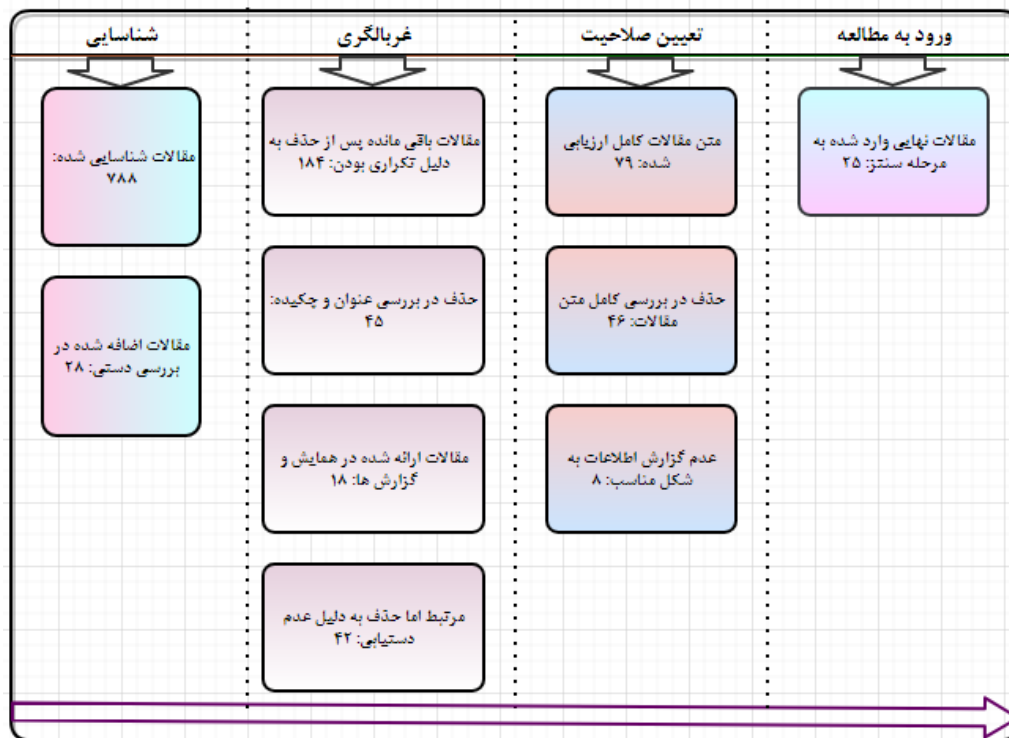 شناسایی
غربالگری
تعیین صلاحیت
ورود به مطالعه
مقالات شناسایی شده:
۷۸۸
مقالات اضافه شده در
بررسی دستی: ۲۸
مقالات باقی مانده پس از حذف به
دلیل تکراری بودن: ۱۸۴
حذف در بررسی عنوان و چکیده:
۴۵
مقالات ارائه شده در همایش و
گزارش ها: ۱۸
مرتبط اما حذف به دلیل عدم
دستیابی: ۴۲
متن مقالات کامل ارزیابی
شده: ۷۹
حذف در بررسی کامل متن
مقالات: ۴۶
عدم گزارش اطلاعات به
شکل مناسب: ۸
مقالات نهایی وارد شده به
مرحله سنتز: ۲۵